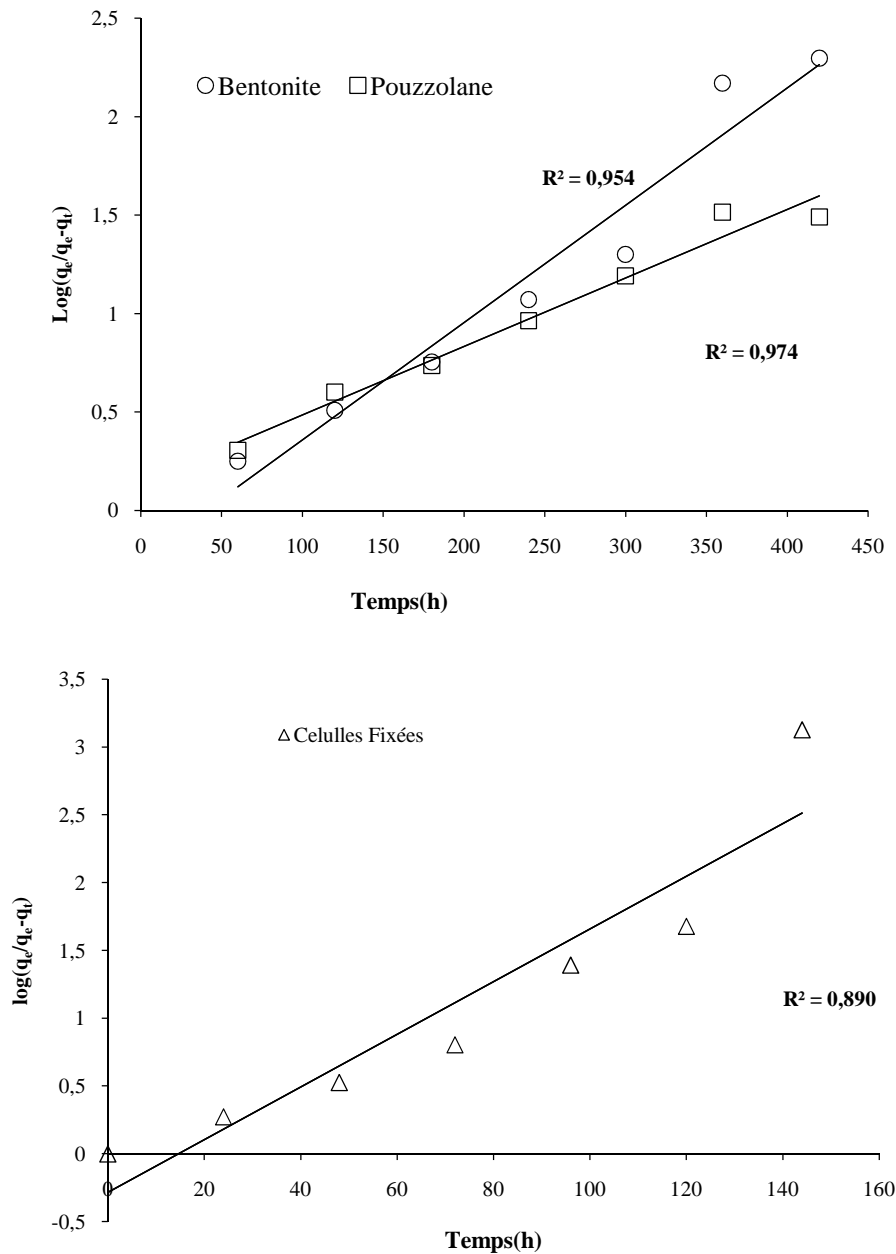 2,5
Bentonite Pouzzolane
2
R² = 0,954
1,5
Log(qe/qe-qt)
1
R² = 0,974
0,5
0
0 50 100 150 200 250 300 350 400 450
Temps(h)
3,5
Celulles Fixées
3
2,5
2
1,5
log(qe/qe-qt)
R² = 0,890
1
0,5
0
0 20 40 60 80 100 120 140 160
-0,5
Temps(h)